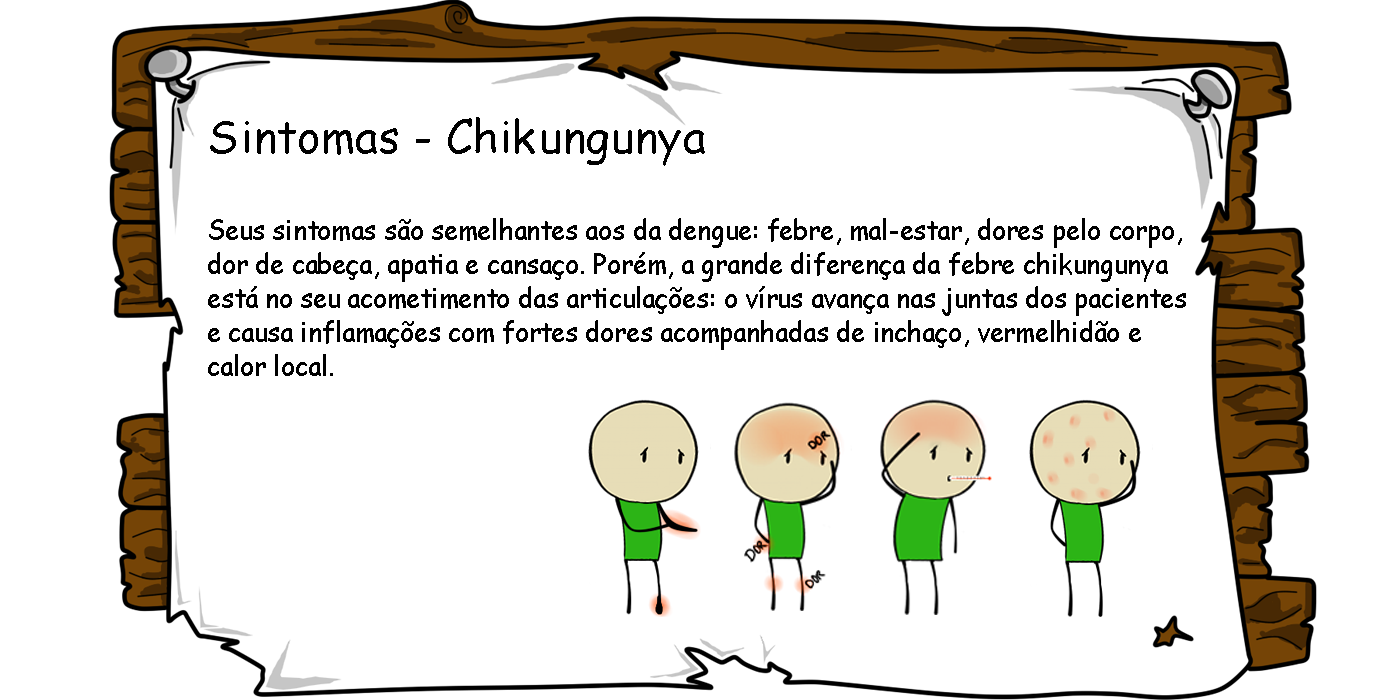 Sintomas - Chikungunya
Seus sintomas são semelhantes aos da dengue: febre, mal-estar, dores pelo corpo,
dor de cabeça, apatia e cansaço. Porém, a grande diferença da febre chikungunya
está no seu acometimento das articulações: o vírus avança nas juntas dos pacientes
e causa inflamações com fortes dores acompanhadas de inchaço, vermelhidão e
calor local.
DOR
DOR
DOR